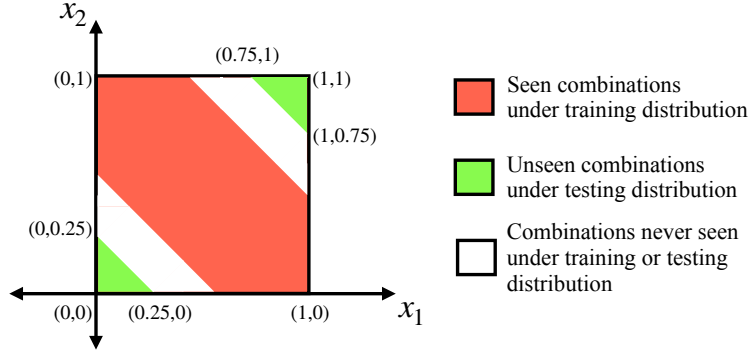 x₂
(0.75,1)
(0,1)
(1,1)
(1,0.75)
(0,0.25)
(0,0)
(0.25,0)
(1,0)
x₁
Seen combinations
under training distribution
Unseen combinations
under testing distribution
Combinations never seen
under training or testing
distribution